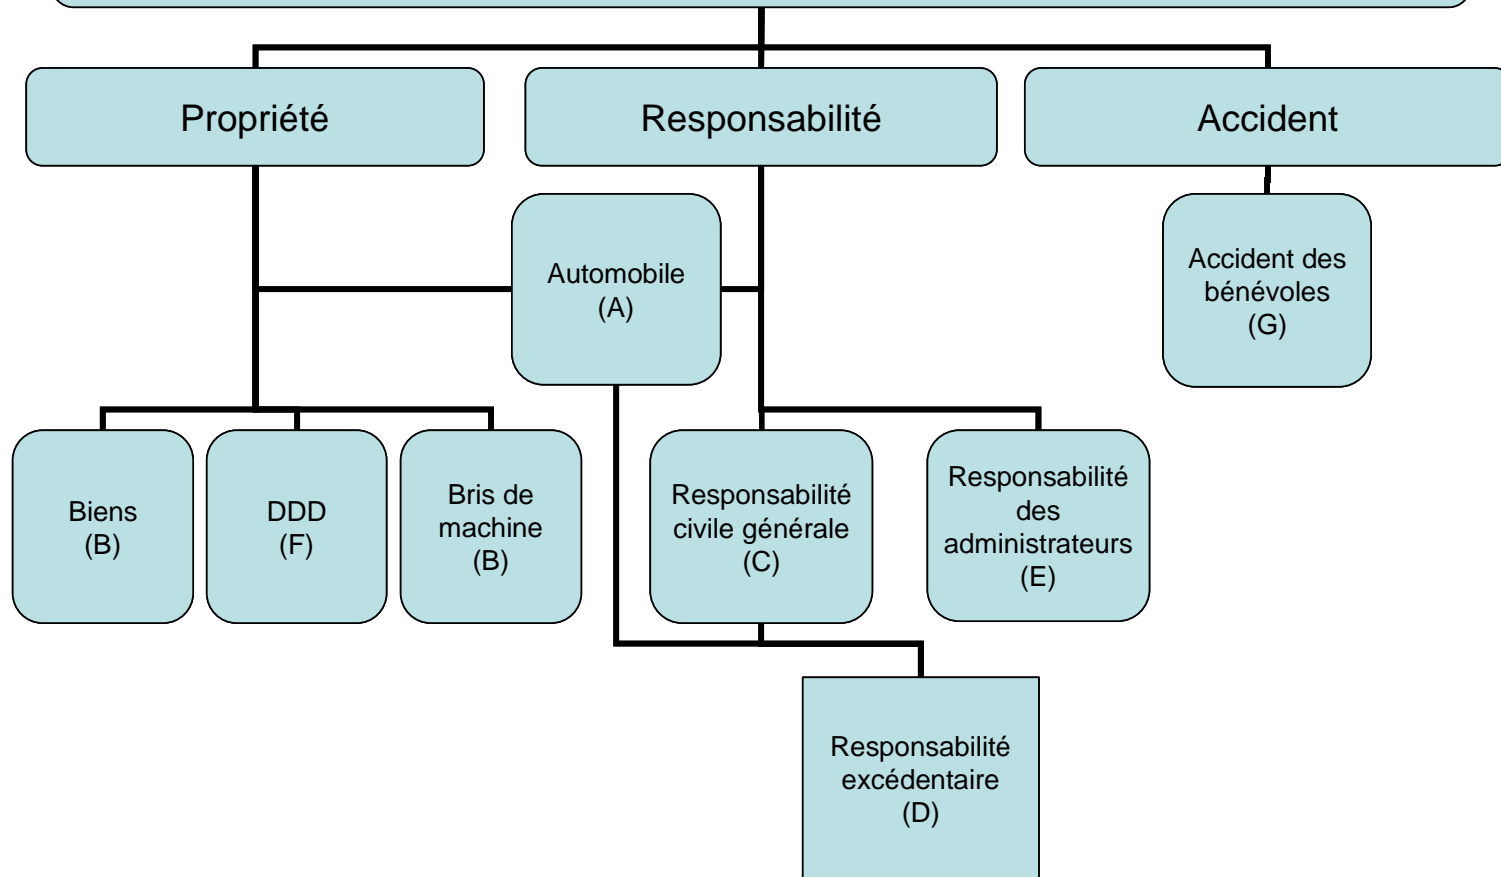 Propriété
Responsabilité
Accident
Automobile
(A)
Accident des
bénévoles
(G)
Biens
(B)
DDD
(F)
Bris de
machine
(B)
Responsabilité
civile générale
(C)
Responsabilité
des
administrateurs
(E)
Responsabilité
excédentaire
(D)